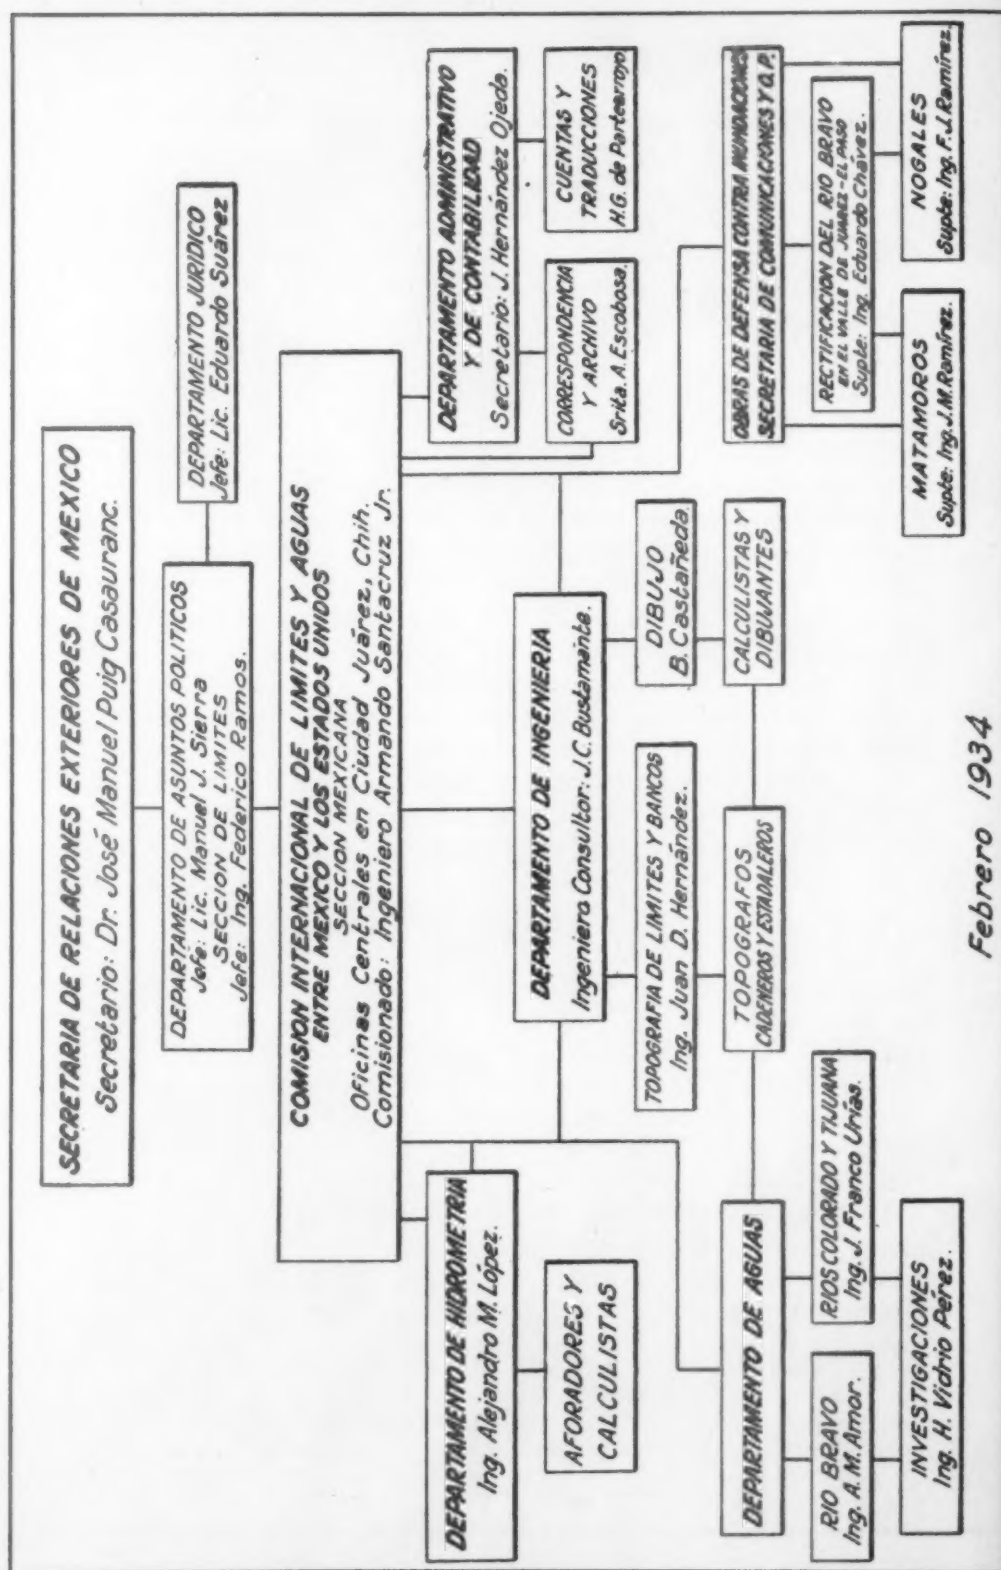 SECRETARIA DE RELACIONES EXTERIORES DE MEXICO
Secretario: Dr. José Manuel Puig Casauranc.
DEPARTAMENTO DE ASUNTOS POLITICOS
Jefe: Lic. Manuel J. Sierra
SECCION DE LIMITES
Jefe: Ing. Federico Ramos.
DEPARTAMENTO JURIDICO
Jefe: Lic. Eduardo Suárez
COMISION INTERNACIONAL DE LIMITES Y AGUAS
ENTRE MEXICO Y LOS ESTADOS UNIDOS
SECCION MEXICANA
Oficinas Centrales en Ciudad Juárez, Chih.
Comisionado: Ingeniero Armando Santacruz Jr.
DEPARTAMENTO DE HIDROMETRIA
Ing. Alejandro M. López.
AFORADORES Y
CALCULISTAS
DEPARTAMENTO DE INGENIERIA
Ingeniero Consultor: J.C. Bustamante.
TOPOGRAFIA DE LIMITES Y BANCOS
Ing. Juan D. Hernández.
DIBUJO
B. Castañeda.
TOPOGRAFOS
CADENEROS Y ESTADALEROS
CALCULISTAS Y
DIBUJANTES
DEPARTAMENTO ADMINISTRATIVO
Y DE CONTABILIDAD
Secretario: J. Hernández Ojeda.
CORRESPONDENCIA
Y ARCHIVO
Srita. A. Escobosa.
CUENTAS Y
TRADUCCIONES
H.G. de Partearroyo.
DEPARTAMENTO DE AGUAS
RIO BRAVO
Ing. A. M. Amor.
RIOS COLORADO Y TIJUANA
Ing. J. Franco Urías.
INVESTIGACIONES
Ing. H. Vidrio Pérez.
OBRAS DE DEFENSA CONTRA INUNDACIONES
SECRETARIA DE COMUNICACIONES Y O.P.
RECTIFICACION DEL RIO BRAVO
EN EL VALLE DE JUAREZ-EL PASO
Supte: Ing. Eduardo Chávez.
MATAMOROS
Supte: Ing. J.M. Ramírez.
NOGALES
Supte: Ing. F.J. Ramírez.
Febrero 1934